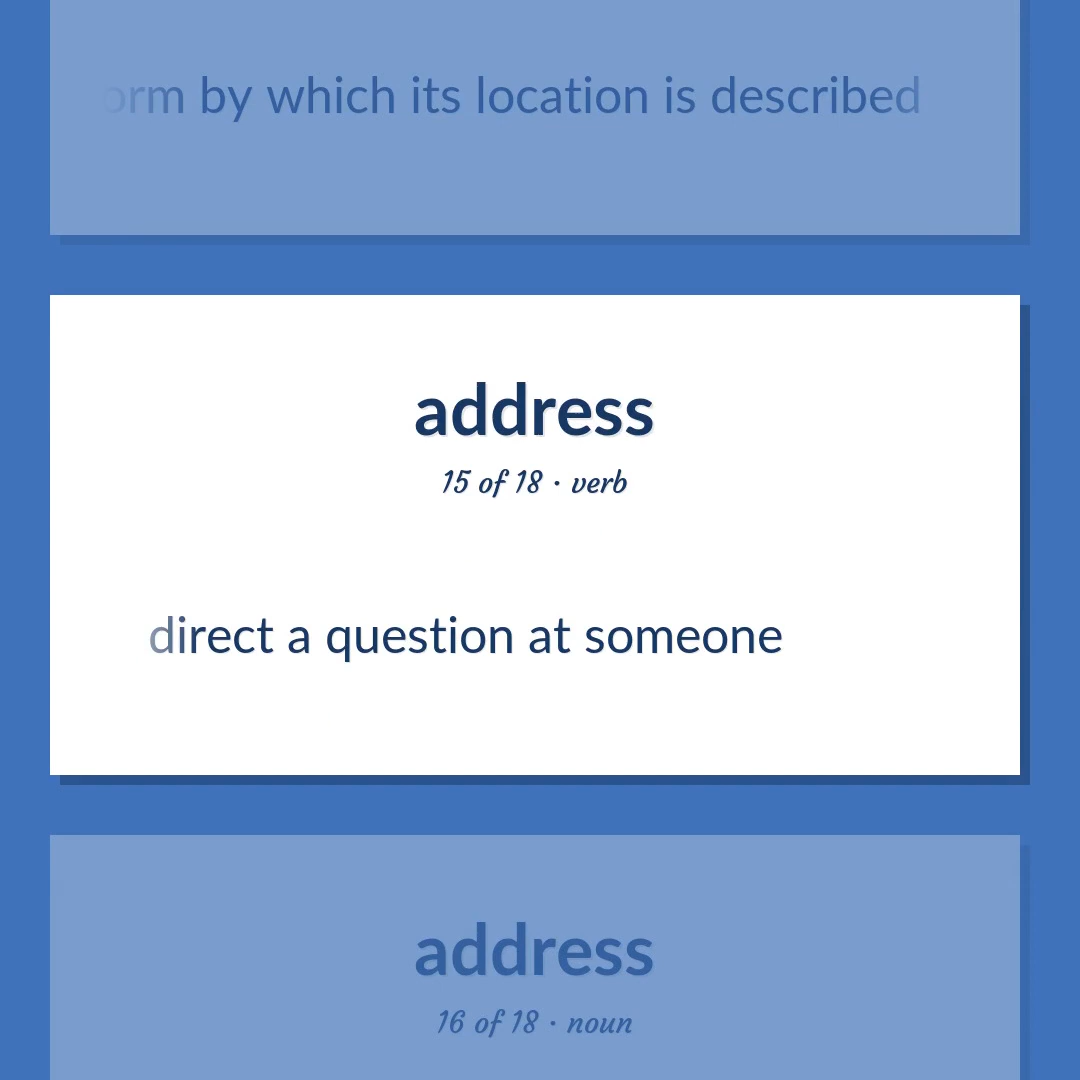 orm by which its location is described
address
15 of 18 · verb
direct a question at someone
address
16 of 18 · noun